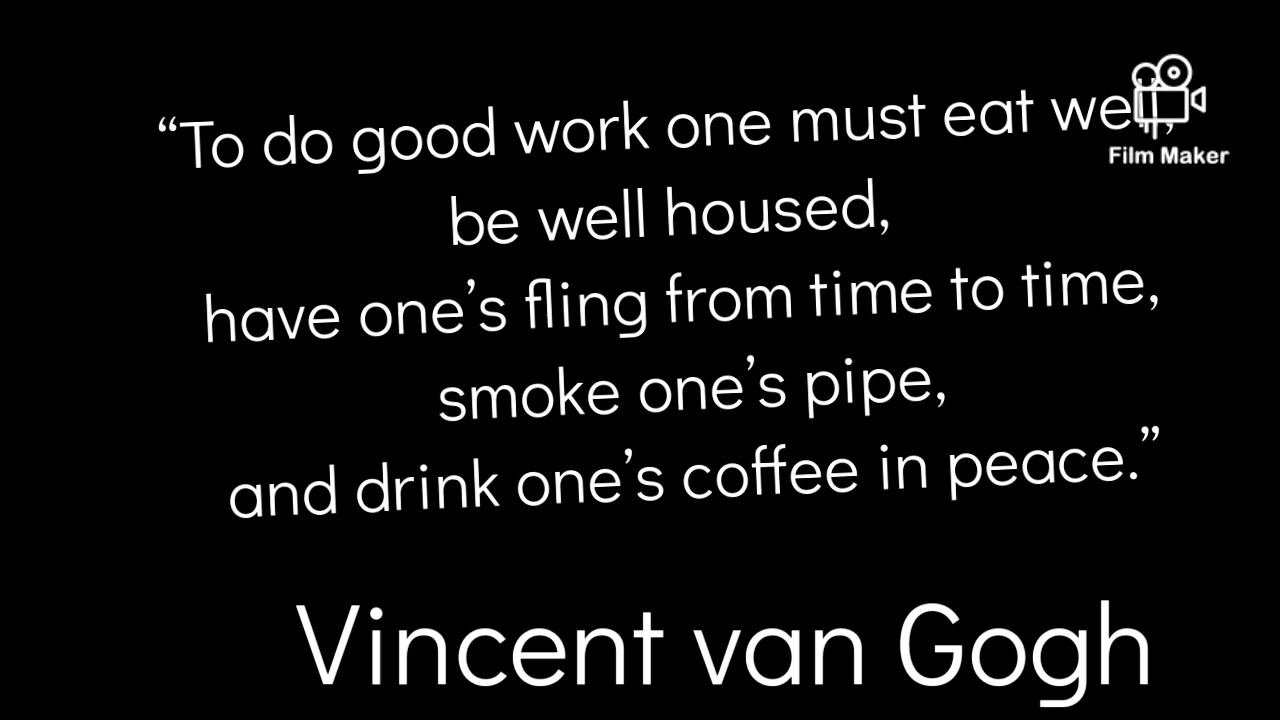 “To do good work one must eat well,
be well housed,
have one’s fling from time to time,
smoke one’s pipe,
and drink one’s coffee in peace.”
Vincent van Gogh
Film Maker